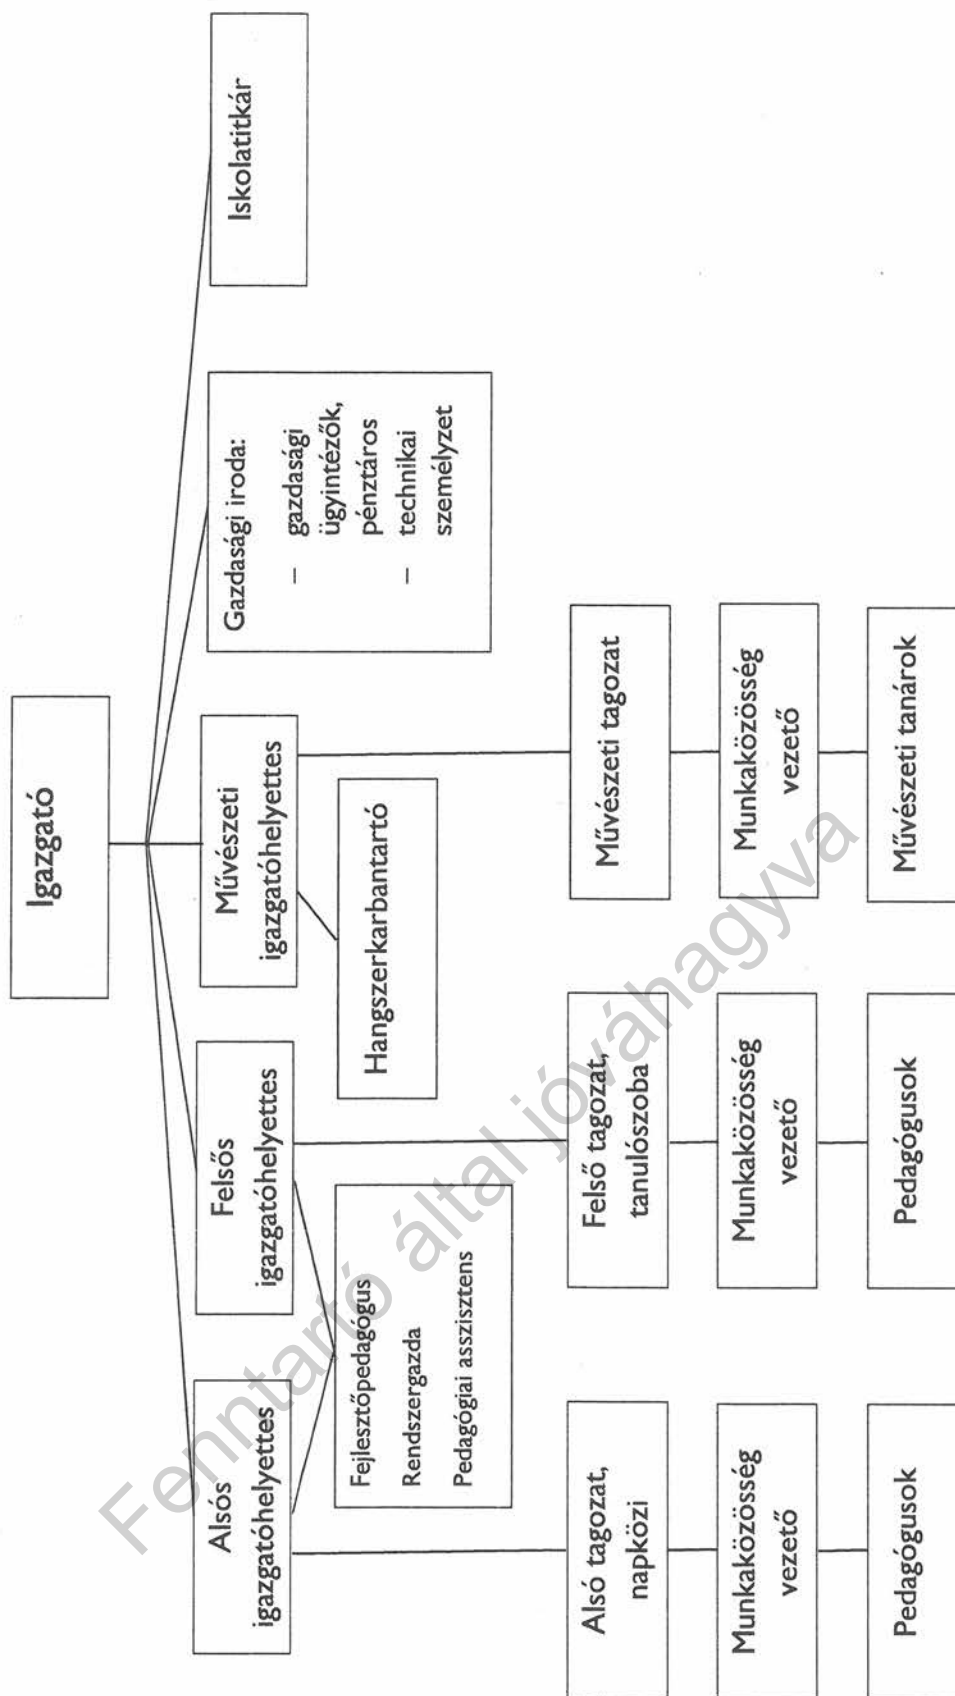 Igazgató
Alsós
igazgatóhelyettes
Felsős
igazgatóhelyettes
Művészeti
igazgatóhelyettes
Gazdasági iroda:
– gazdasági
ügyintézők,
pénztáros
– technikai
személyzet
Iskolatitkár
Fejlesztőpedagógus
Rendszergazda
Pedagógiai asszisztens
Hangszerkarbantartó
Alsó tagozat,
napközi
Felső tagozat,
tanulószoba
Művészeti tagozat
Munkaközösség
vezető
Munkaközösség
vezető
Munkaközösség
vezető
Pedagógusok
Pedagógusok
Művészeti tanárok
Fenntartó által jóváhagyva